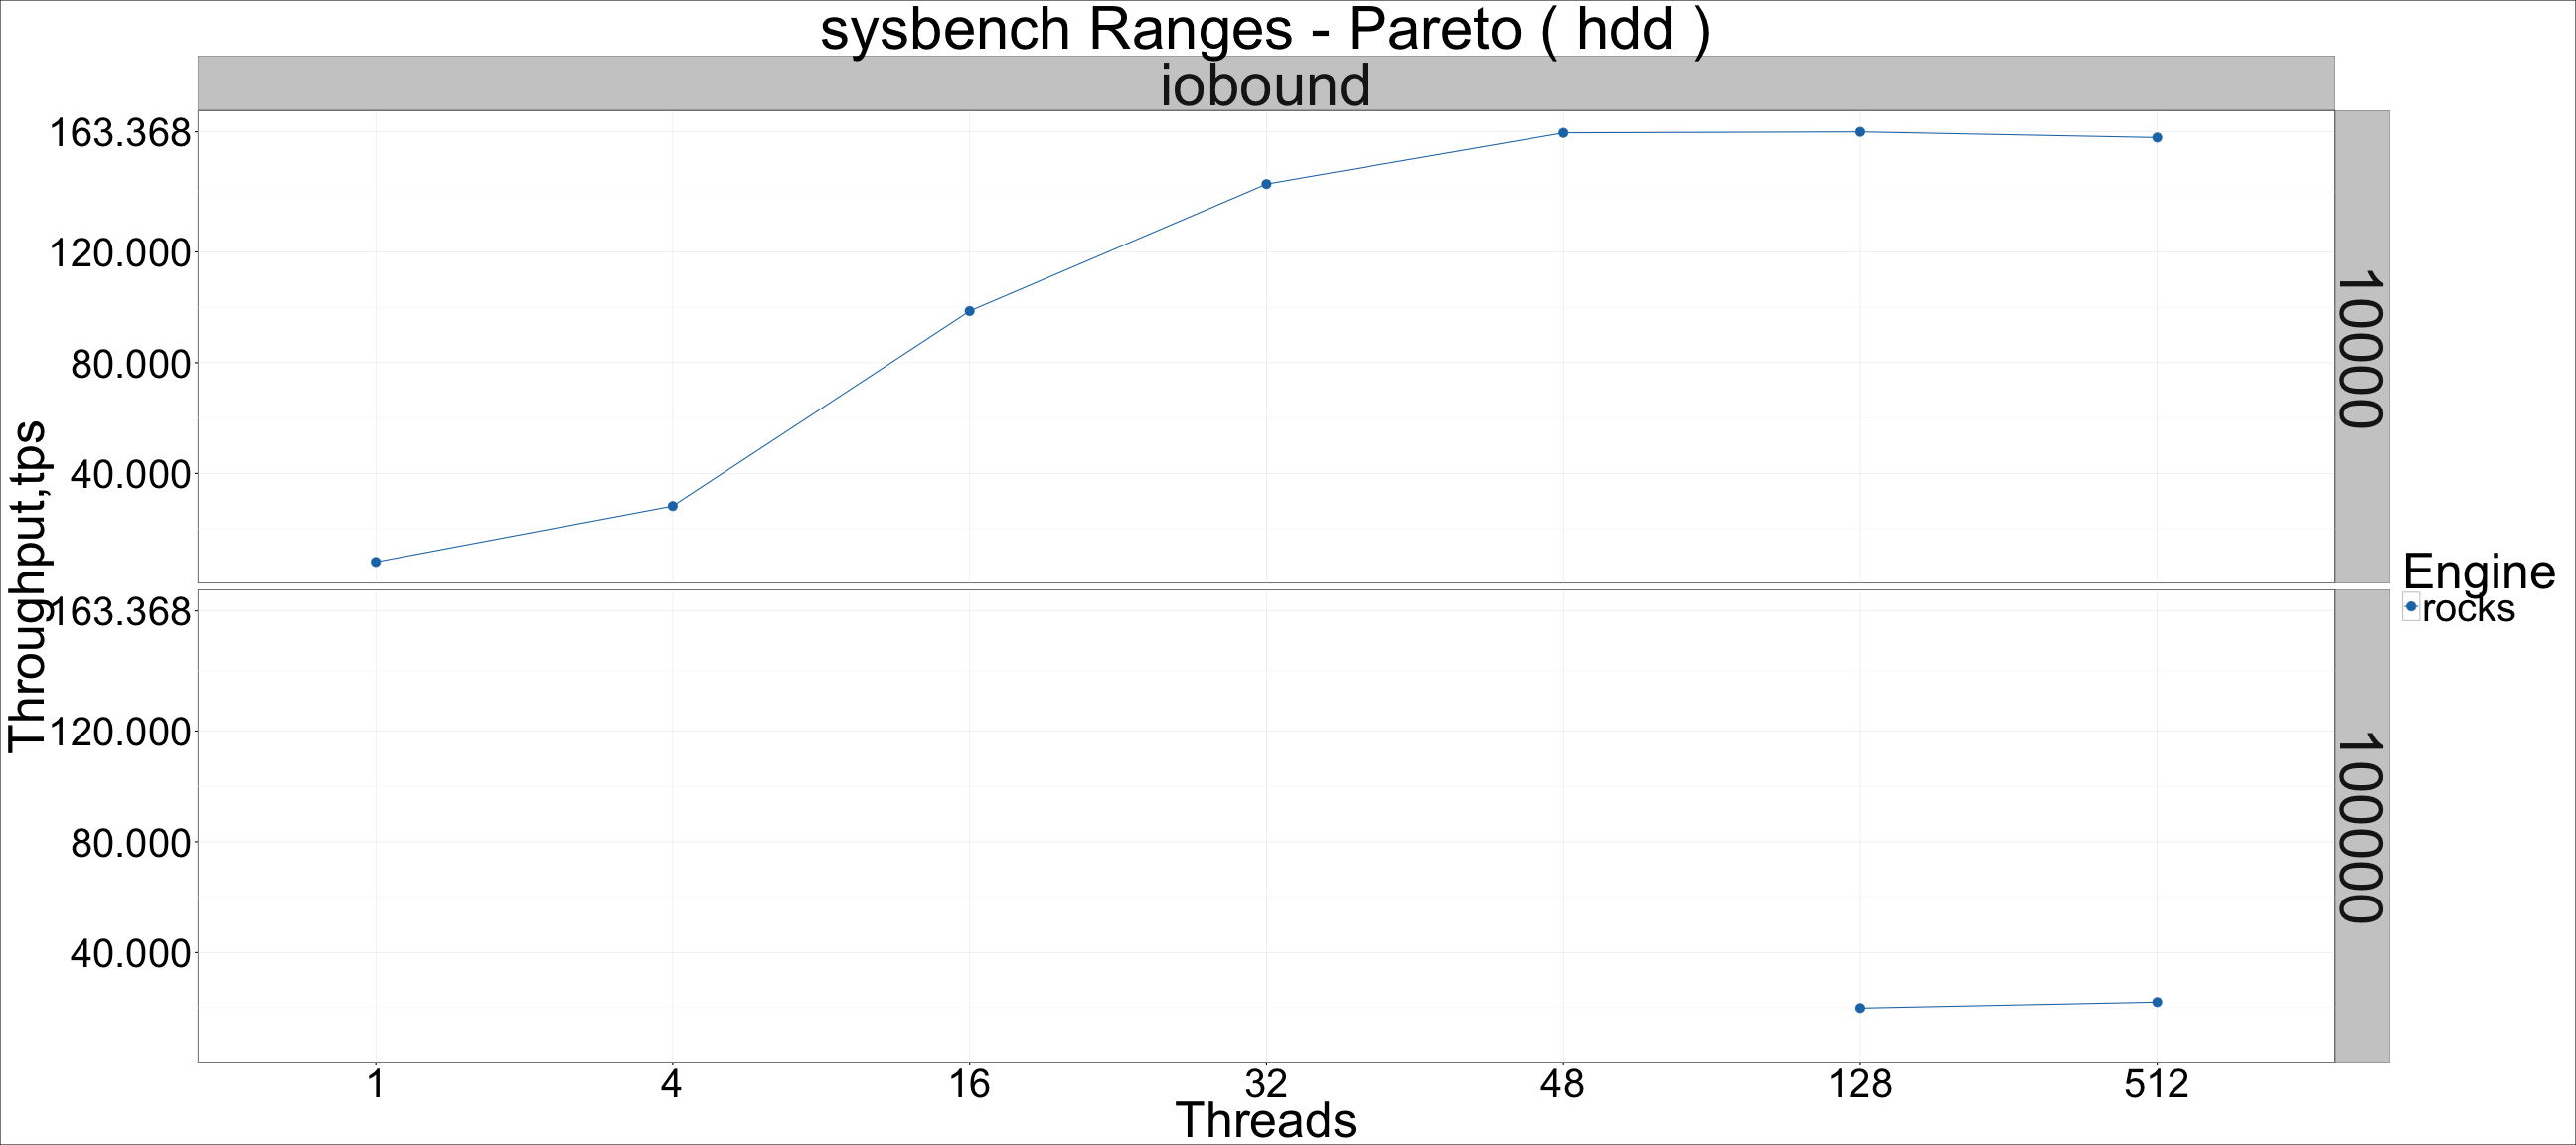 sysbench Ranges - Pareto ( hdd )
iobound
163.368
120.000
80.000
40.000
10000
Throughput,tps
163.368
120.000
80.000
40.000
100000
Engine
rocks
1 4 16 32 48 128 512
Threads